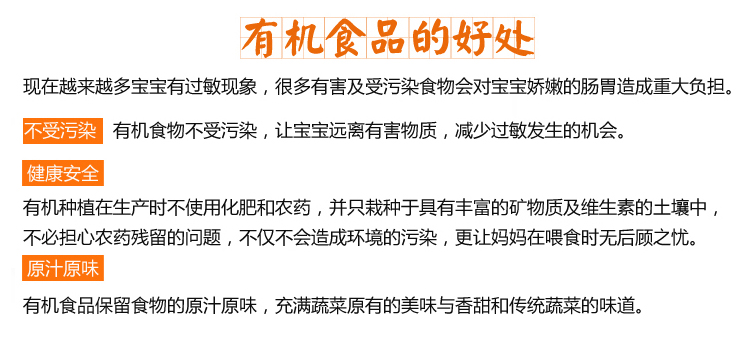 有机食品的好处
现在越来越多宝宝有过敏现象，很多有害及受污染食物会对宝宝娇嫩的肠胃造成重大负担。
不受污染 有机食物不受污染，让宝宝远离有害物质，减少过敏发生的机会。
健康安全
有机种植在生产时不使用化肥和农药，并只栽种于具有丰富的矿物质及维生素的土壤中，
不必担心农药残留的问题，不仅不会造成环境的污染，更让妈妈在喂食时无后顾之忧。
原汁原味
有机食品保留食物的原汁原味，充满蔬菜原有的美味与香甜和传统蔬菜的味道。